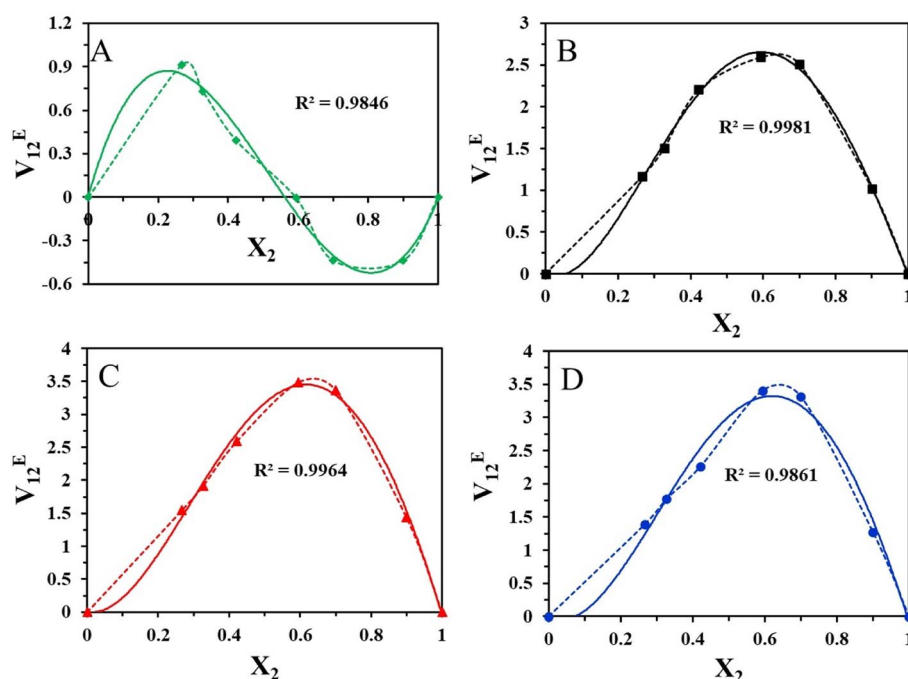 A
1.2
0.9
0.6
0.3
0
-0.3
-0.6
0 0.2 0.4 0.6 0.8 1
R² = 0.9846
V₁₂ᴱ
X₂
B
3
2.5
2
1.5
1
0.5
0
0 0.2 0.4 0.6 0.8 1
R² = 0.9981
V₁₂ᴱ
X₂
C
4
3.5
3
2.5
2
1.5
1
0.5
0
0 0.2 0.4 0.6 0.8 1
R² = 0.9964
V₁₂ᴱ
X₂
D
4
3.5
3
2.5
2
1.5
1
0.5
0
0 0.2 0.4 0.6 0.8 1
R² = 0.9861
V₁₂ᴱ
X₂